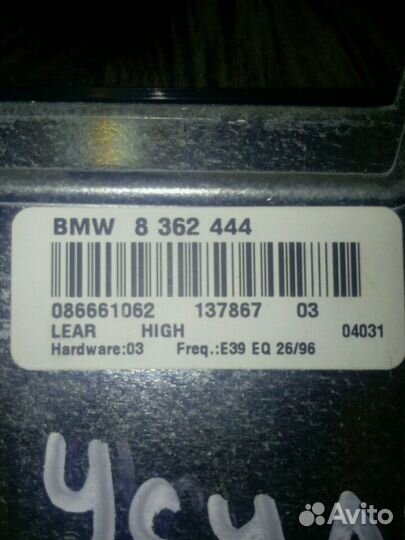 BMW 8 362 444
086661062 137867 03
LEAR HIGH 04031
Hardware:03 Freq.:E39 EQ 26/96
Avito